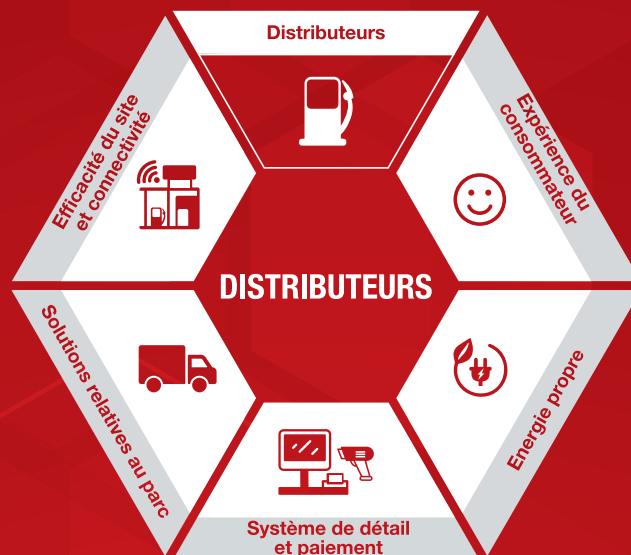 Distributeurs
Efficacité du site
et connectivité
Expérience du
consommateur
DISTRIBUTEURS
Solutions relatives au parc
Energie propre
Système de détail
et paiement